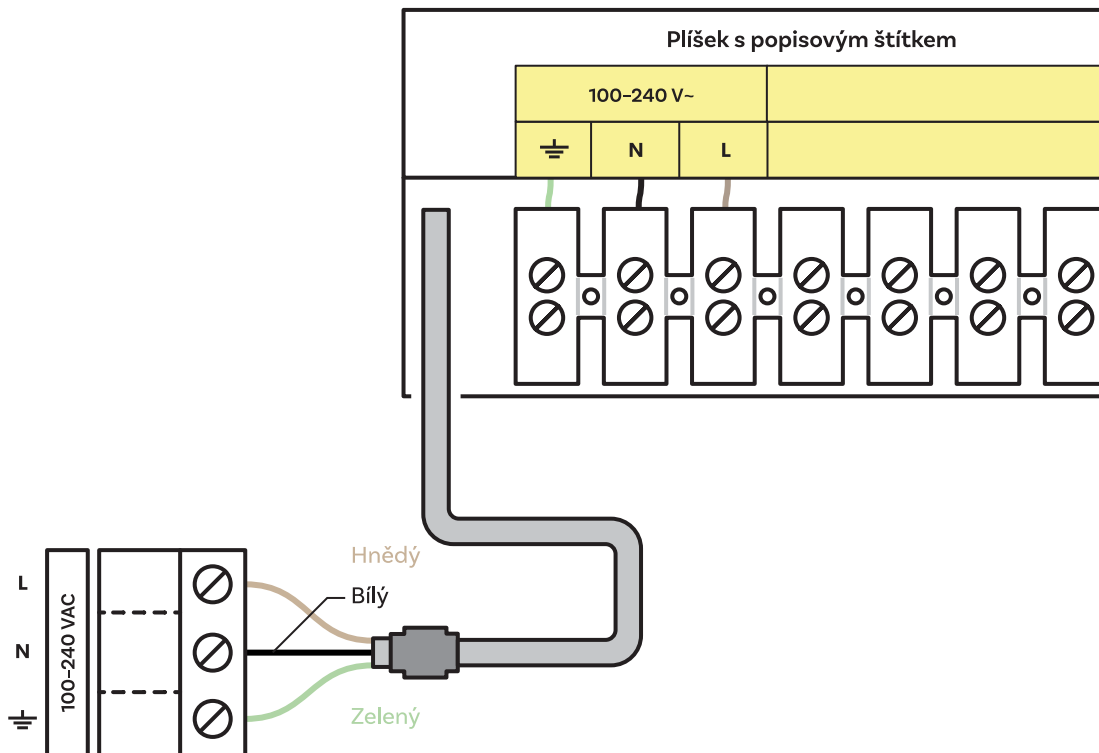 Plíšek s popisovým štítkem
100–240 V~
N L
Hnědý
Bílý
L
N
100–240 VAC
Zelený